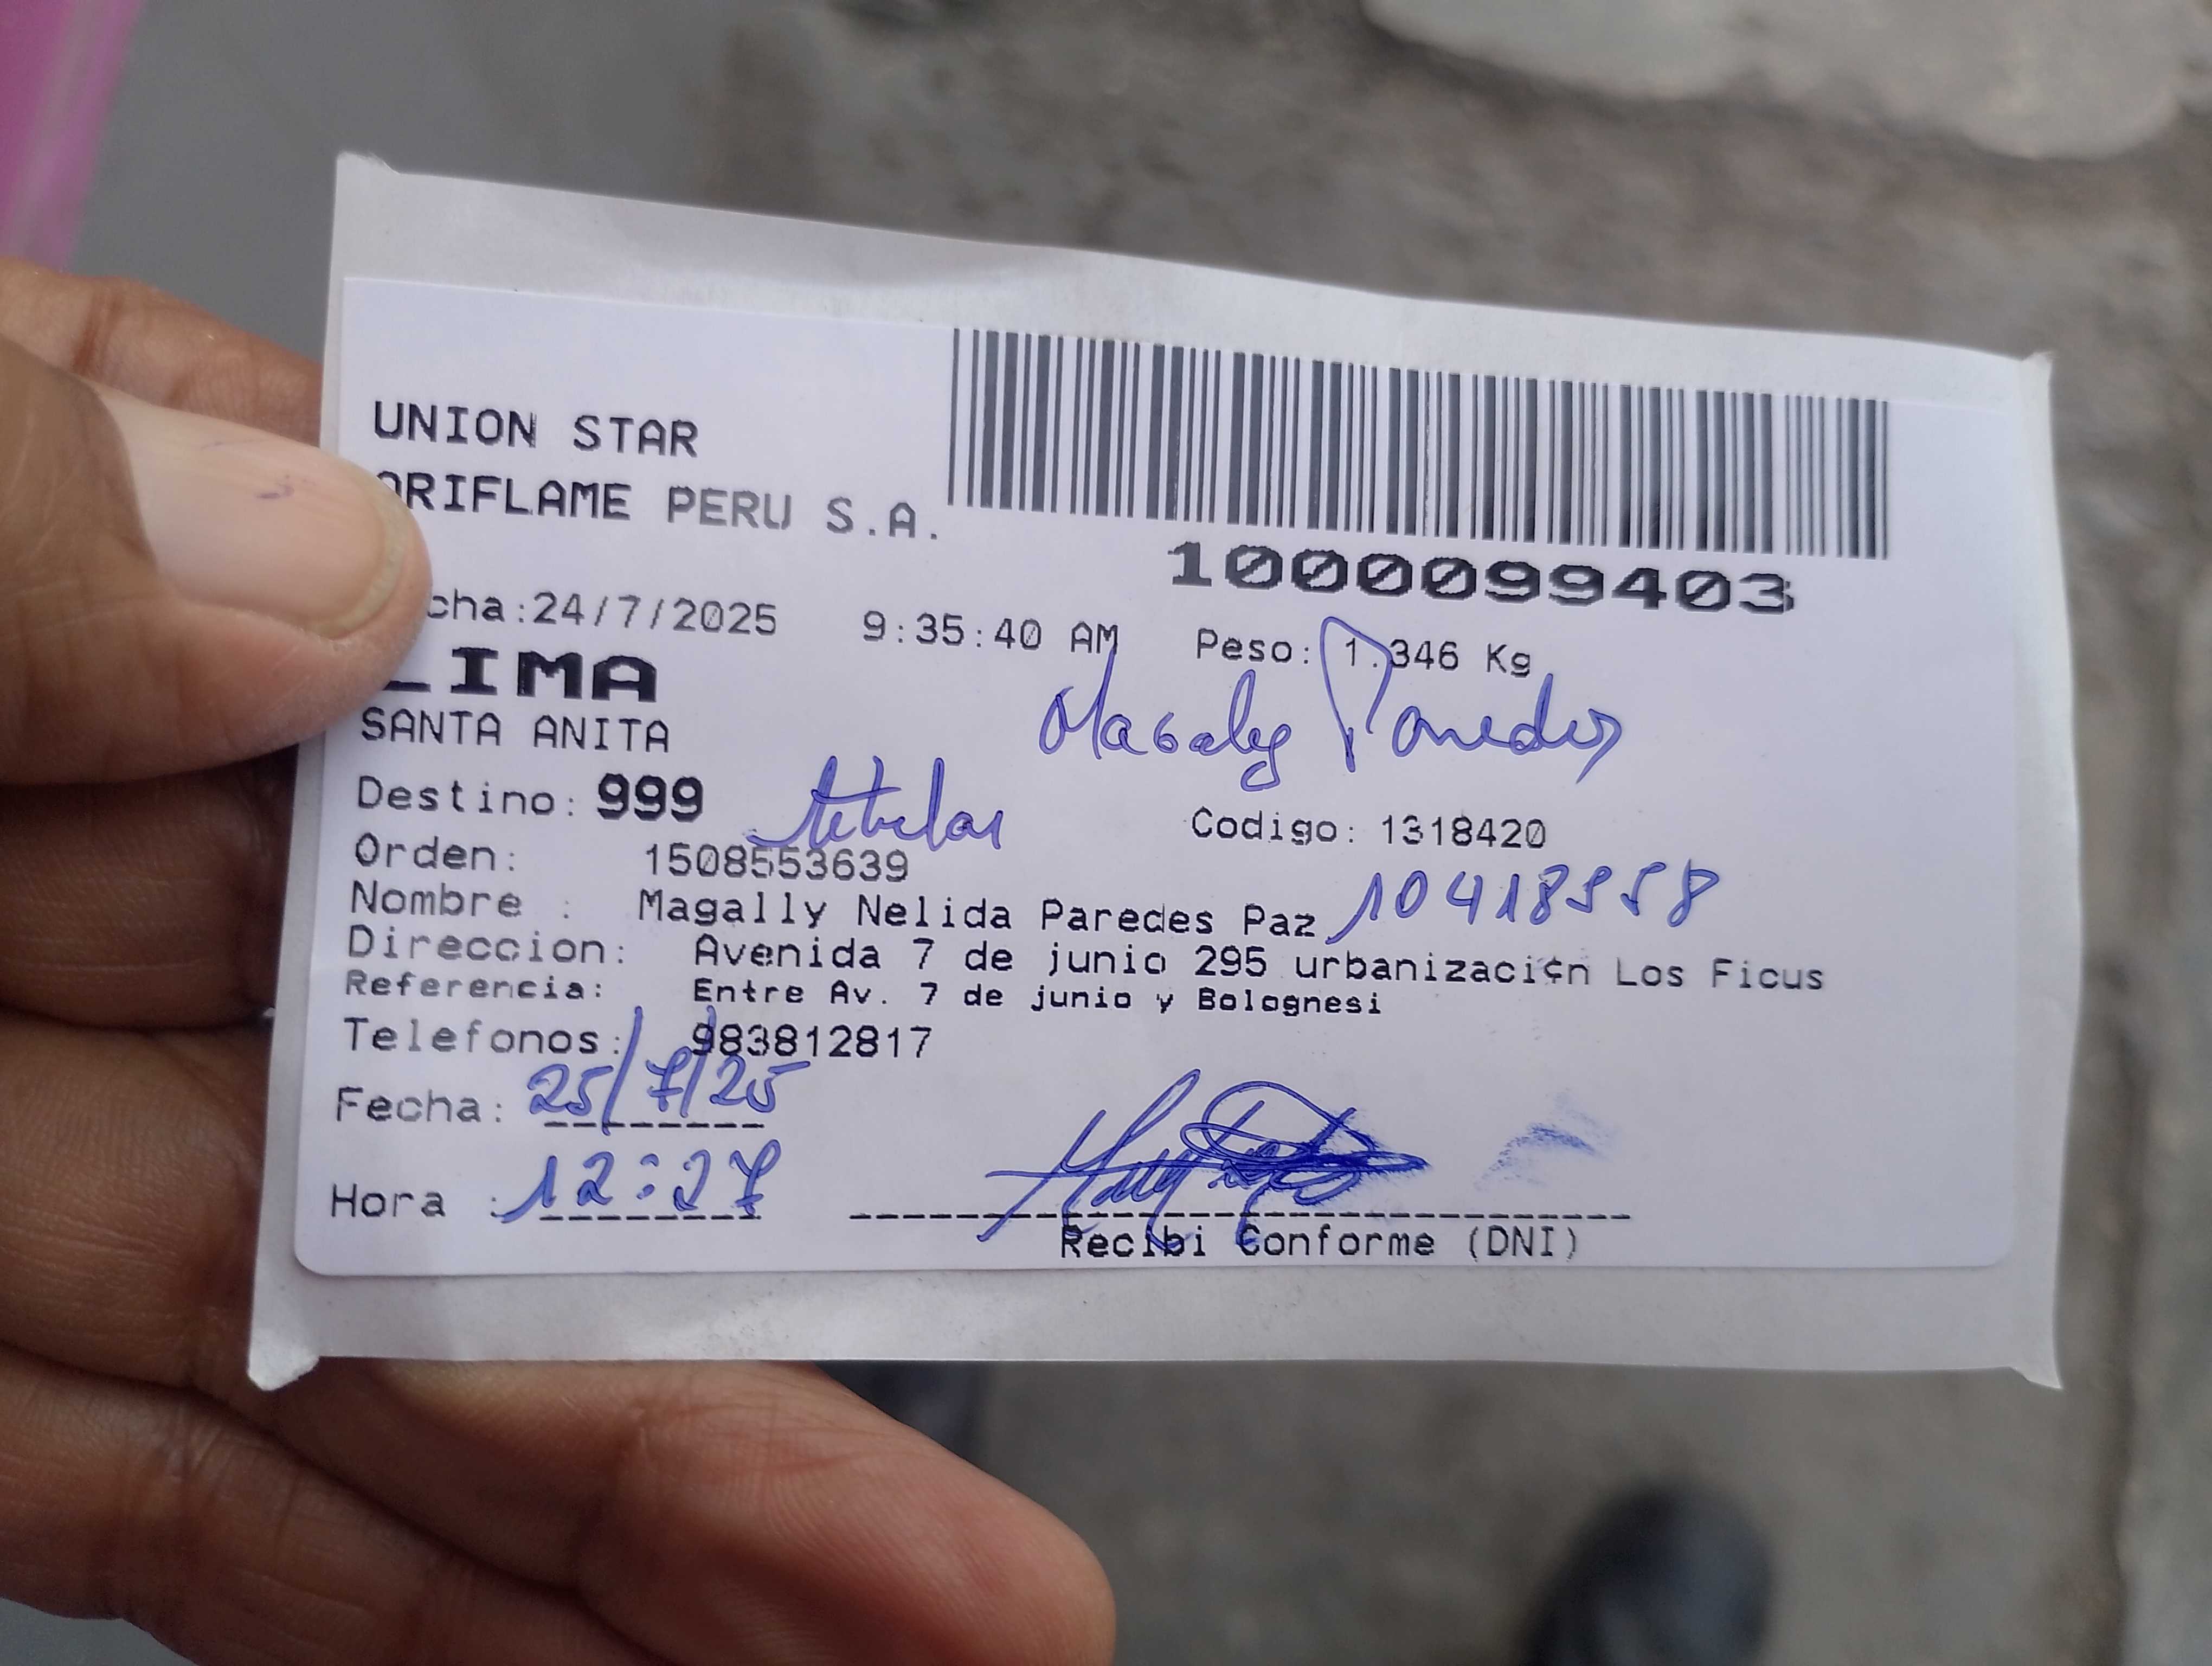 UNION STAR
ORIFLAME PERU S.A.
1000099403
cha:24/7/2025 9:35:40 AM Peso: 1.346 Kg
LIMA
SANTA ANITA
Magaly Paredes
Destino: 999 titular
Codigo: 1318420
Orden: 1508553639
Nombre : Magally Nelida Paredes Paz 10418558
Direccion: Avenida 7 de junio 295 urbanizaci¢n Los Ficus
Referencia: Entre Av. 7 de junio y Bolognesi
Telefonos: 983812817
Fecha: 25/7/25
Hora : 12:27
Recibi Conforme (DNI)